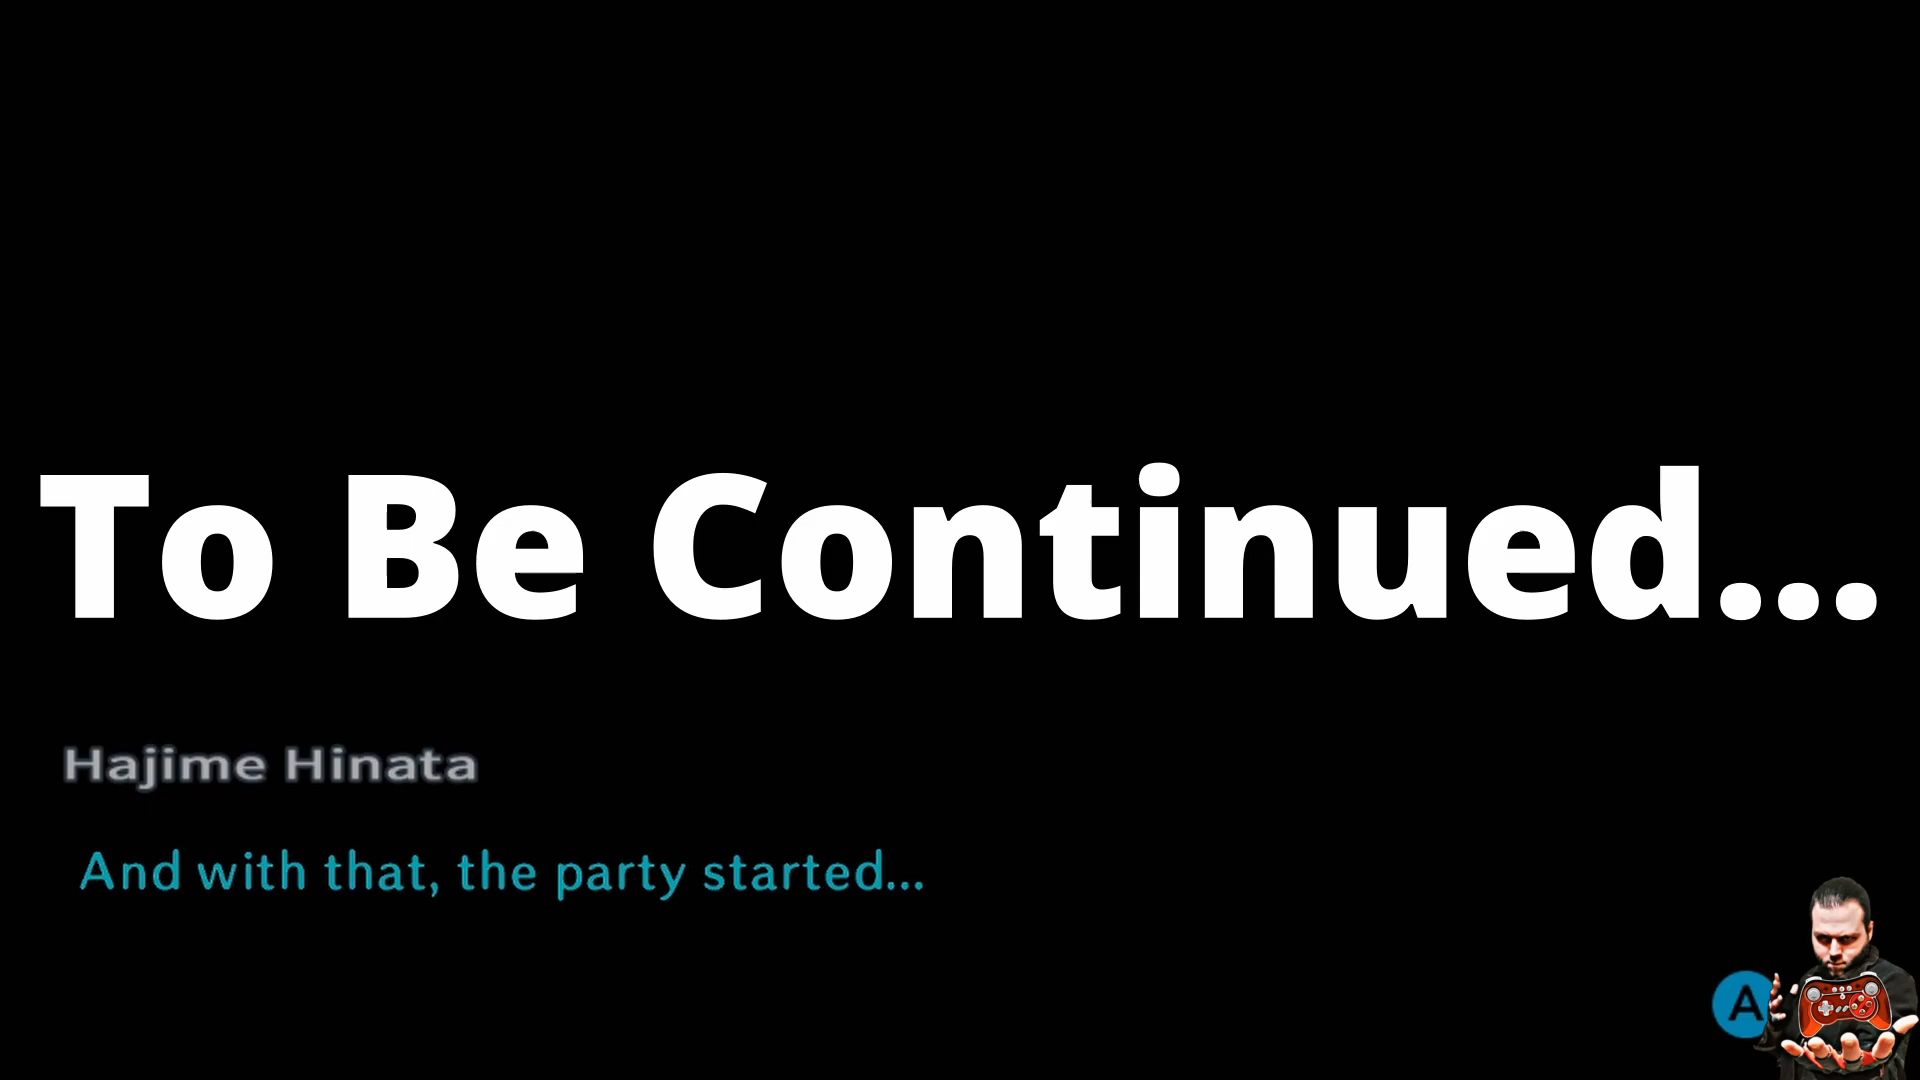 To Be Continued...
Hajime Hinata
And with that, the party started...
A